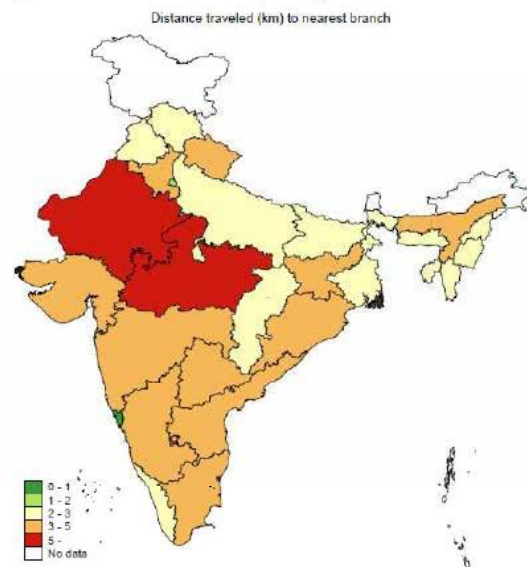 Distance traveled (km) to nearest branch
0 - 1
1 - 2
2 - 3
3 - 5
5 -
No data